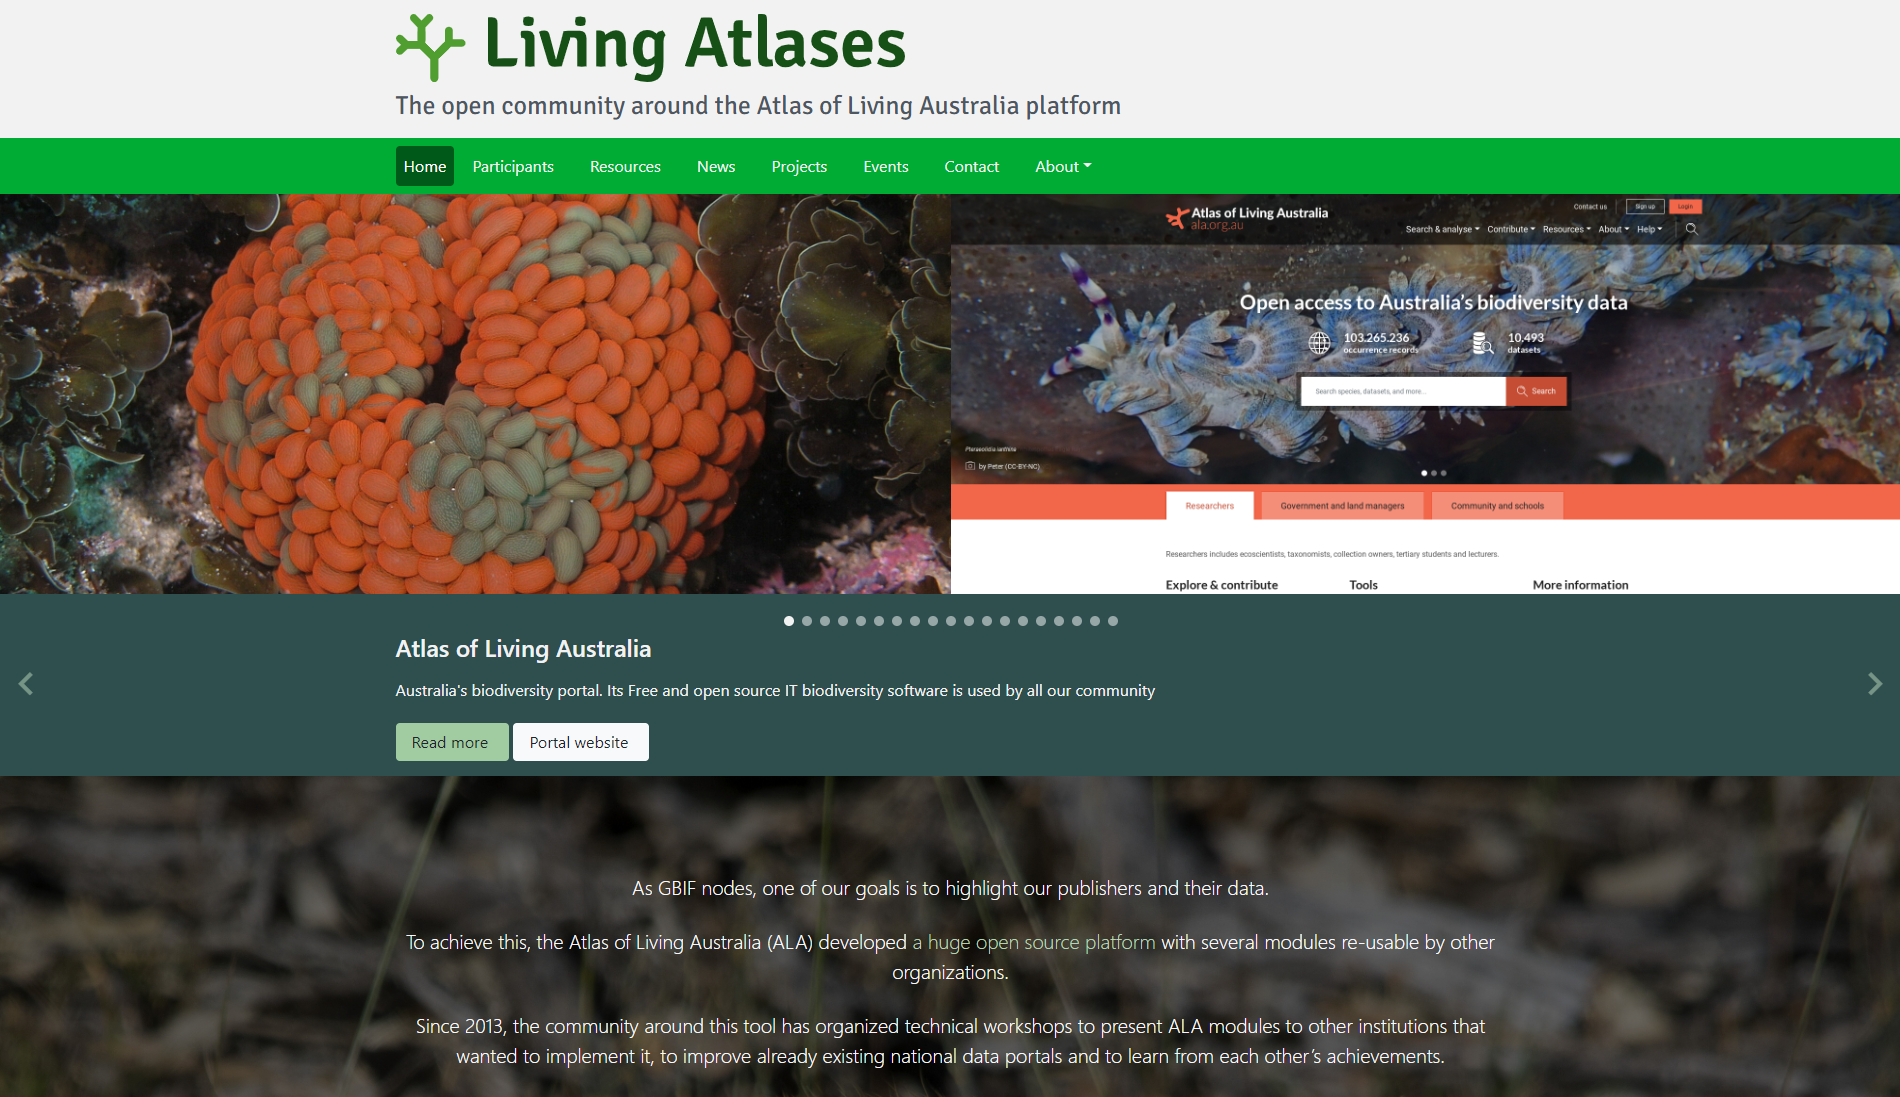 Living Atlases
The open community around the Atlas of Living Australia platform
Home Participants Resources News Projects Events Contact About
Atlas of Living Australia
ala.org.au
Contact us Sign up Login
Search & analyse Contribute Resources About Help
Open access to Australia's biodiversity data
103.265.236
occurrence records
10.493
datasets
Search species, datasets, and more...
Search
Pteraeolidia ianthina
by Peter (CC-BY-NC)
Researchers Government and land managers Community and schools
Researchers includes ecoscientists, taxonomists, collection owners, tertiary students and lecturers.
Explore & contribute Tools More information
Atlas of Living Australia
Australia's biodiversity portal. Its Free and open source IT biodiversity software is used by all our community
Read more Portal website
As GBIF nodes, one of our goals is to highlight our publishers and their data.
To achieve this, the Atlas of Living Australia (ALA) developed a huge open source platform with several modules re-usable by other
organizations.
Since 2013, the community around this tool has organized technical workshops to present ALA modules to other institutions that
wanted to implement it, to improve already existing national data portals and to learn from each other’s achievements.